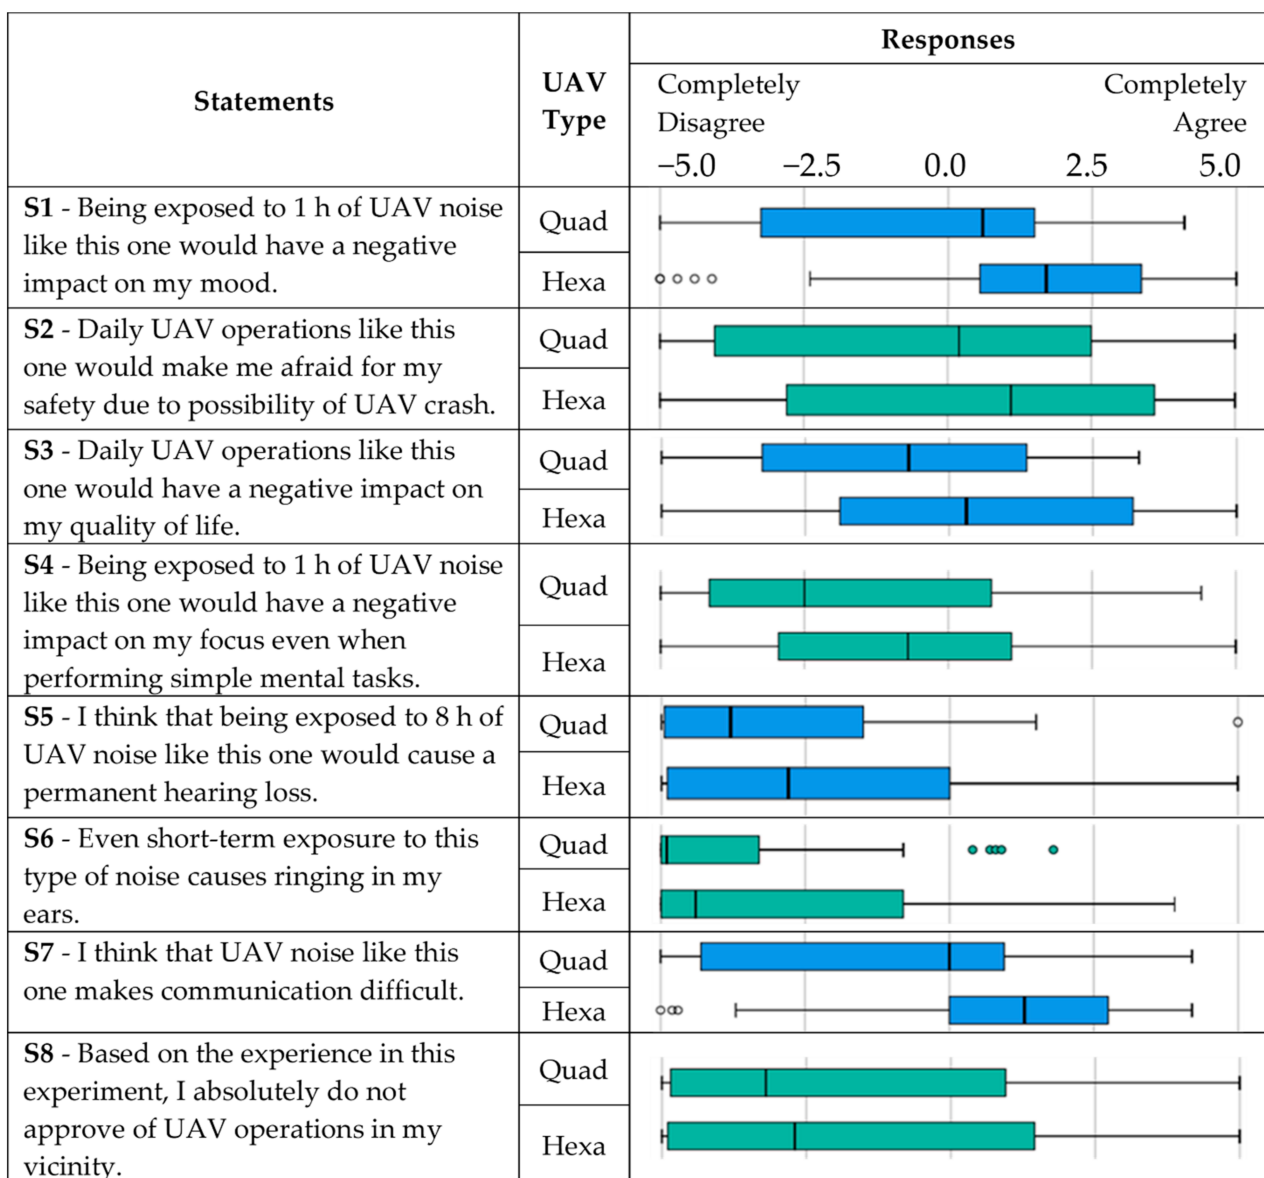 Statements
UAV
Type
Responses
Completely
Disagree
Completely
Agree
−5.0 −2.5 0.0 2.5 5.0
S1 - Being exposed to 1 h of UAV noise
like this one would have a negative
impact on my mood.
Quad
Hexa
S2 - Daily UAV operations like this
one would make me afraid for my
safety due to possibility of UAV crash.
Quad
Hexa
S3 - Daily UAV operations like this
one would have a negative impact on
my quality of life.
Quad
Hexa
S4 - Being exposed to 1 h of UAV noise
like this one would have a negative
impact on my focus even when
performing simple mental tasks.
Quad
Hexa
S5 - I think that being exposed to 8 h of
UAV noise like this one would cause a
permanent hearing loss.
Quad
Hexa
S6 - Even short-term exposure to this
type of noise causes ringing in my
ears.
Quad
Hexa
S7 - I think that UAV noise like this
one makes communication difficult.
Quad
Hexa
S8 - Based on the experience in this
experiment, I absolutely do not
approve of UAV operations in my
vicinity.
Quad
Hexa